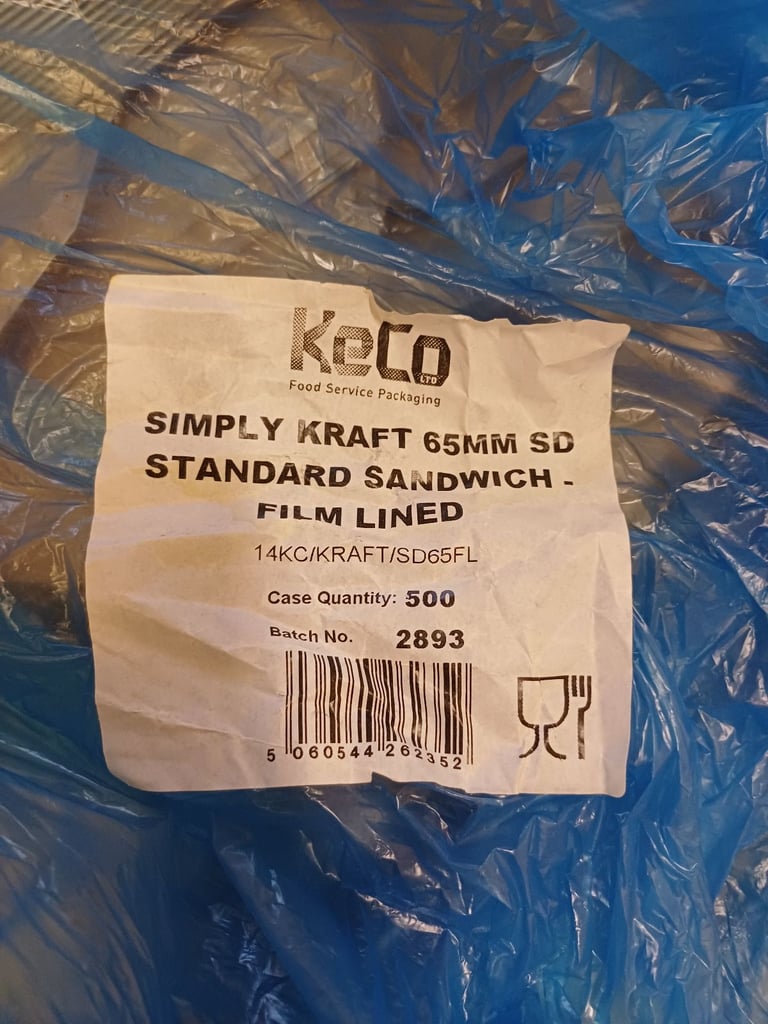 KeCo LTD
Food Service Packaging
SIMPLY KRAFT 65MM SD
STANDARD SANDWICH -
FILM LINED
14KC/KRAFT/SD65FL
Case Quantity: 500
Batch No. 2893
5 060544 262352